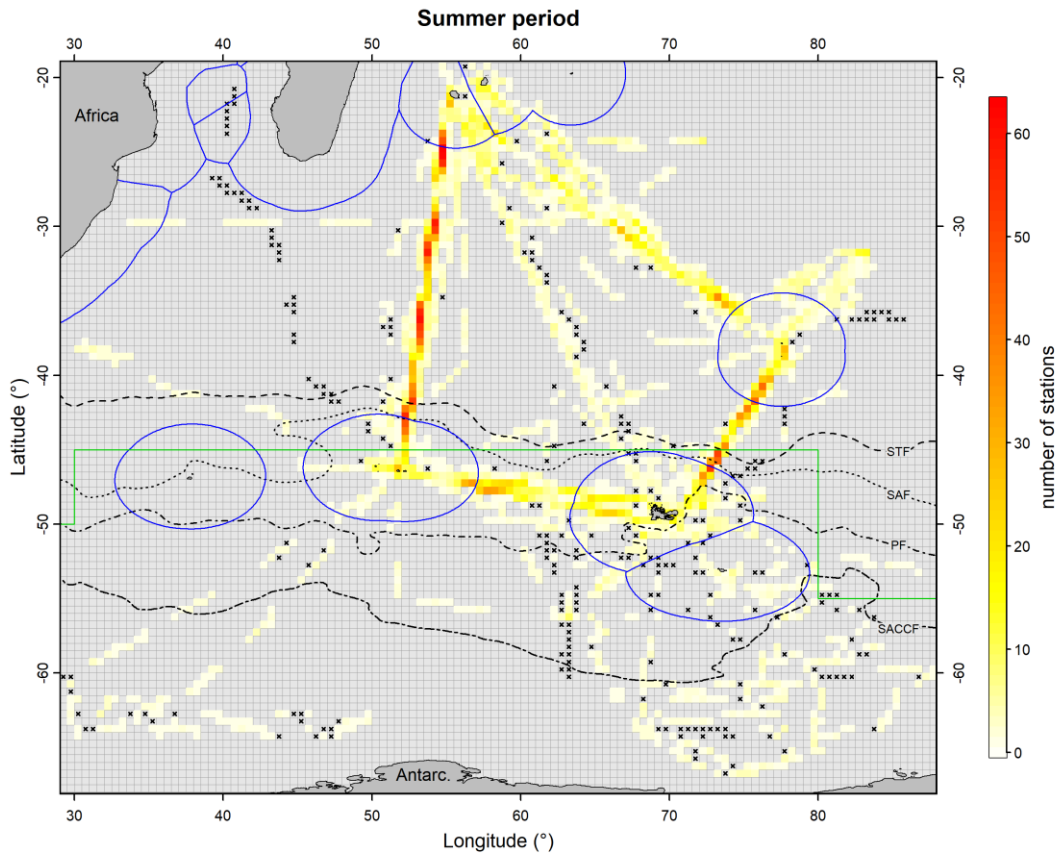 Summer period
30 40 50 60 70 80
-20 -20
Africa
-30 -30
-40 -40
STF
SAF
-50 -50
PF
SACCF
-60 -60
Antarc.
30 40 50 60 70 80
Longitude (°)
Latitude (°)
60
50
40
30
20
10
0
number of stations